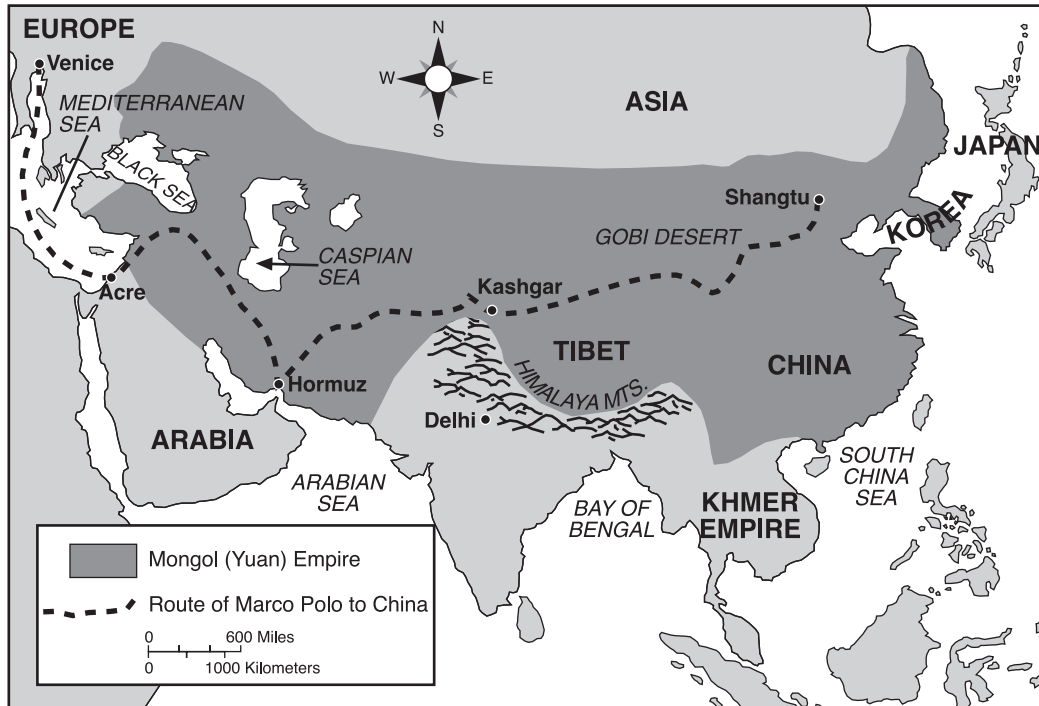 EUROPE
Venice
MEDITERRANEAN
SEA
BLACK SEA
N
W
E
S
ASIA
JAPAN
Shangtu
KOREA
GOBI DESERT
CASPIAN
SEA
Acre
Kashgar
TIBET
CHINA
HIMALAYA MTS.
Hormuz
Delhi
ARABIA
ARABIAN
SEA
BAY OF
BENGAL
KHMER
EMPIRE
SOUTH
CHINA
SEA
Mongol (Yuan) Empire
Route of Marco Polo to China
0 600 Miles
0 1000 Kilometers